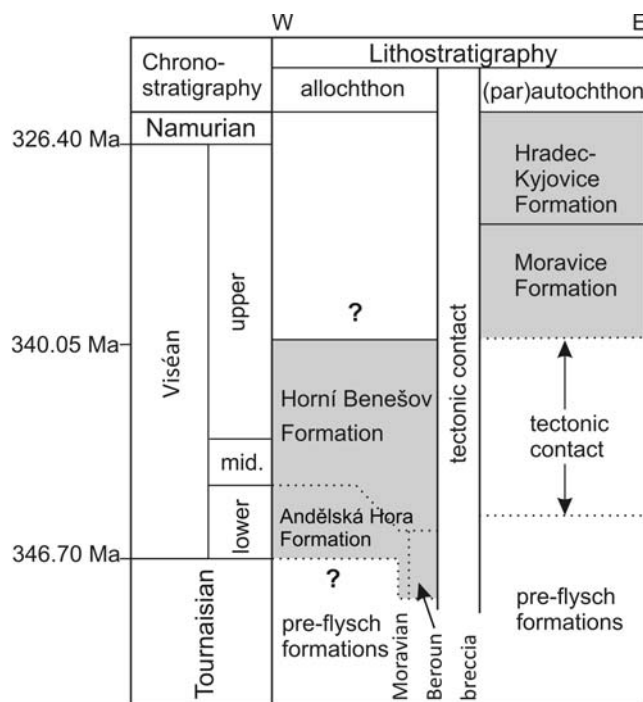 W
E
Chrono-
stratigraphy
Lithostratigraphy
allochthon
(par)autochthon
Namurian
326.40 Ma
Hradec-
Kyjovice
Formation
Moravice
Formation
upper
?
340.05 Ma
Viséan
tectonic contact
Horní Benešov
Formation
tectonic
contact
mid.
lower
Andělská Hora
Formation
346.70 Ma
Tournaisian
?
pre-flysch
formations
Moravian
Beroun
breccia
pre-flysch
formations